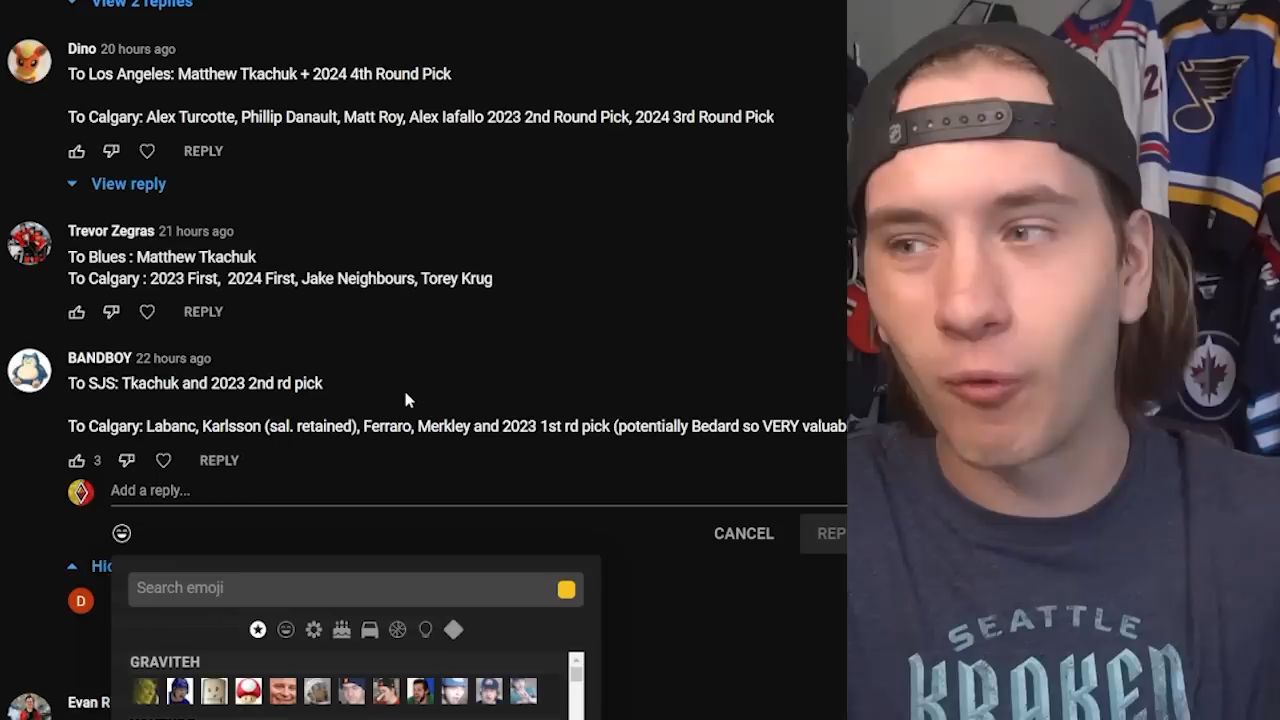 View 2 replies
Dino 20 hours ago
To Los Angeles: Matthew Tkachuk + 2024 4th Round Pick
To Calgary: Alex Turcotte, Phillip Danault, Matt Roy, Alex Iafallo 2023 2nd Round Pick, 2024 3rd Round Pick
REPLY
View reply
Trevor Zegras 21 hours ago
To Blues : Matthew Tkachuk
To Calgary : 2023 First, 2024 First, Jake Neighbours, Torey Krug
REPLY
BANDBOY 22 hours ago
To SJS: Tkachuk and 2023 2nd rd pick
To Calgary: Labanc, Karlsson (sal. retained), Ferraro, Merkley and 2023 1st rd pick (potentially Bedard so VERY valuab
3 REPLY
Add a reply...
CANCEL REP
Hid
D
Search emoji
GRAVITEH
Evan R
SEATTLE
KRAKEN